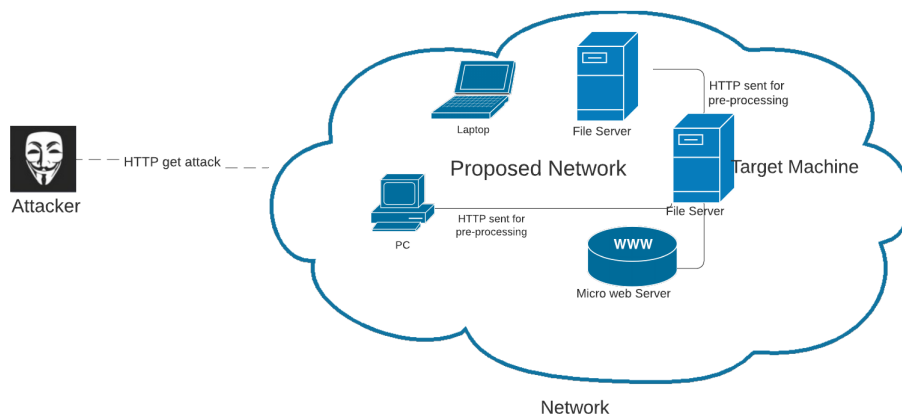 HTTP sent for
pre-processing
Laptop
File Server
HTTP get attack
Proposed Network
Target Machine
Attacker
File Server
HTTP sent for
pre-processing
PC
WWW
Micro web Server
Network